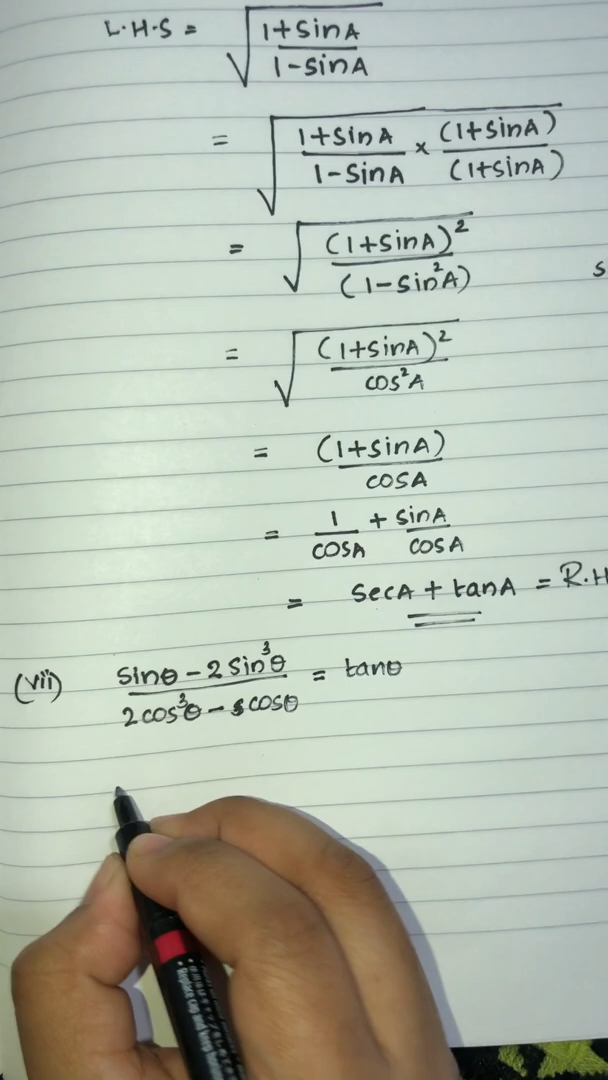 L.H.S = √((1+sinA)/(1-sinA))
= √((1+sinA)/(1-sinA) × (1+sinA)/(1+sinA))
= √((1+sinA)²/(1-sin²A))
s
= √((1+sinA)²/cos²A)
= (1+sinA)/cosA
= 1/cosA + sinA/cosA
= secA + tanA = R.H
(vii) (sinθ - 2sin³θ)/(2cos³θ - cosθ) = tanθ